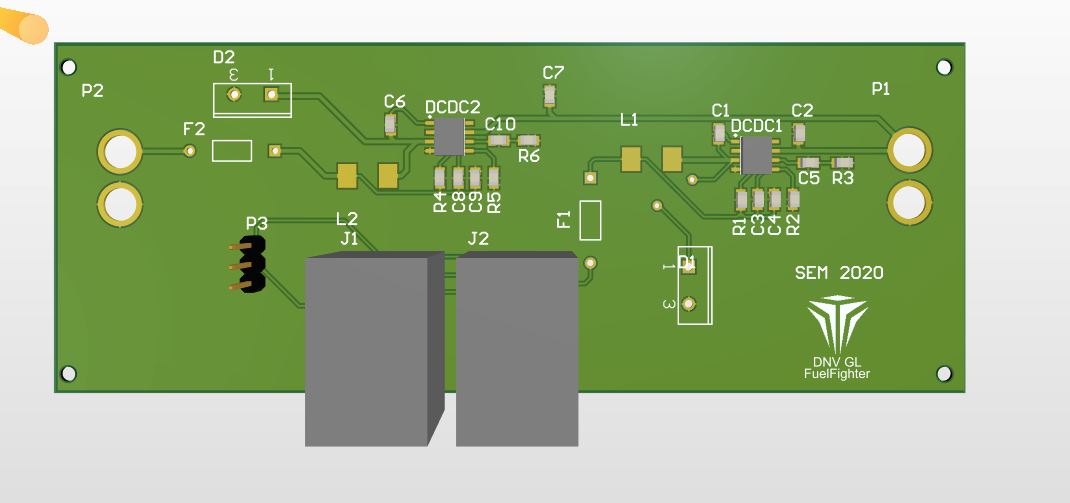 D2
3 1
P2
F2
C6
DCDC2
C10
R6
C7
L1
C1
DCDC1
C2
P1
C5
R3
R4
C8
C9
R5
F1
R1
C3
C4
R2
P3
L2
J1
J2
1
D1
3
SEM 2020
DNV GL
FuelFighter